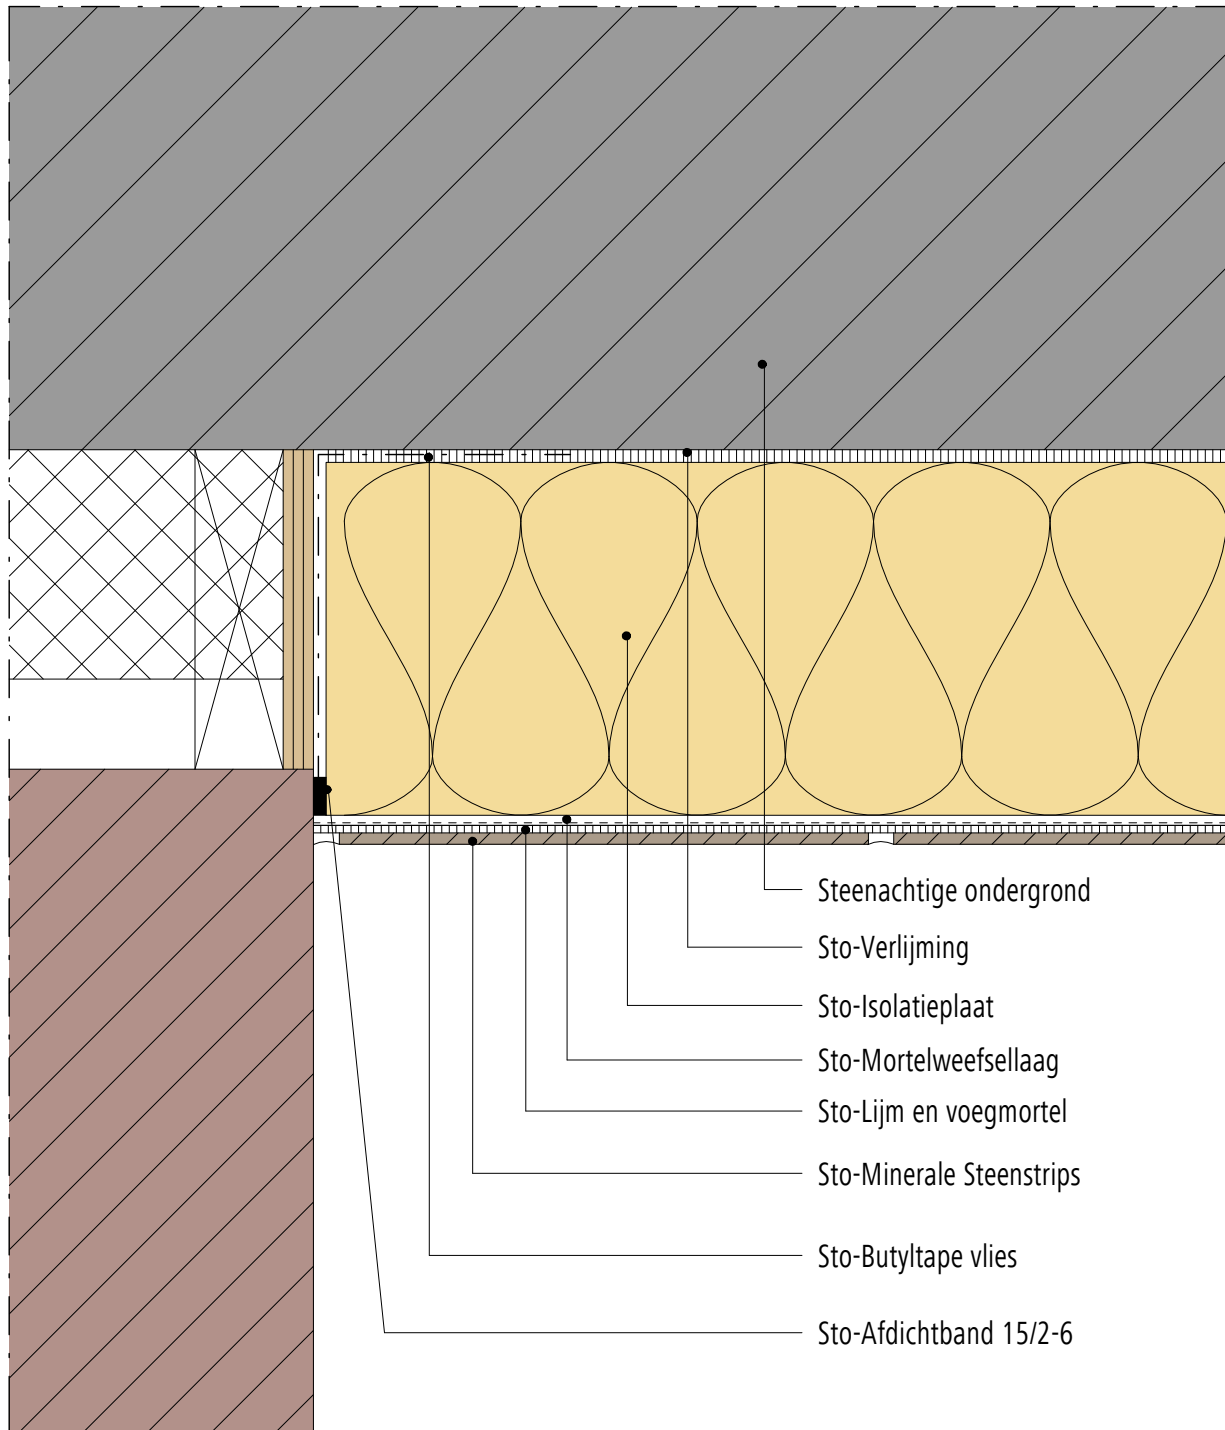 Steenachtige ondergrond
Sto-Verlijming
Sto-Isolatieplaat
Sto-Mortelweefsellaag
Sto-Lijm en voegmortel
Sto-Minerale Steenstrips
Sto-Butyltape vlies
Sto-Afdichtband 15/2-6